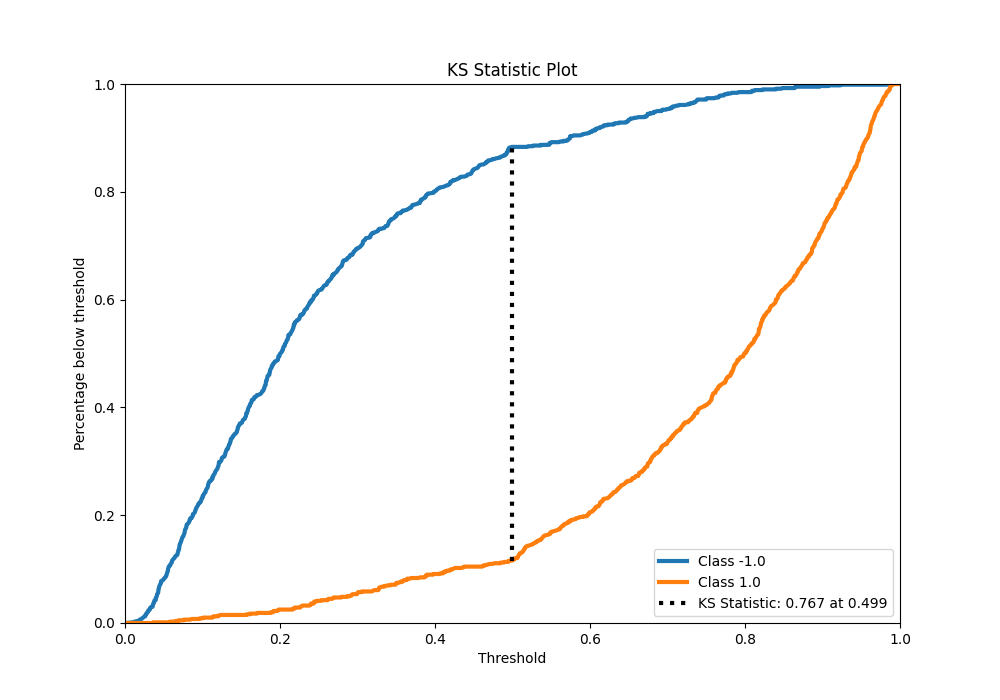 KS Statistic Plot
1.0
0.8
0.6
0.4
0.2
0.0
Percentage below threshold
0.0 0.2 0.4 0.6 0.8 1.0
Threshold
Class -1.0
Class 1.0
KS Statistic: 0.767 at 0.499